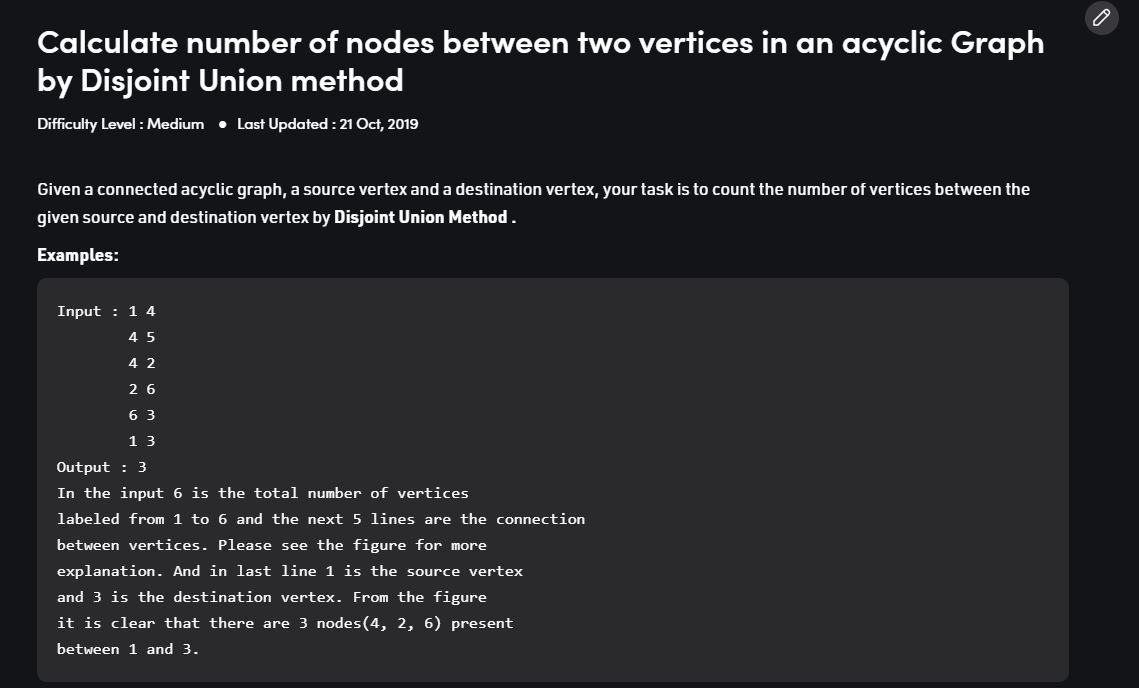 Calculate number of nodes between two vertices in an acyclic Graph
by Disjoint Union method
Difficulty Level : Medium ● Last Updated : 21 Oct, 2019
Given a connected acyclic graph, a source vertex and a destination vertex, your task is to count the number of vertices between the
given source and destination vertex by Disjoint Union Method .
Examples:
Input : 1 4
4 5
4 2
2 6
6 3
1 3
Output : 3
In the input 6 is the total number of vertices
labeled from 1 to 6 and the next 5 lines are the connection
between vertices. Please see the figure for more
explanation. And in last line 1 is the source vertex
and 3 is the destination vertex. From the figure
it is clear that there are 3 nodes(4, 2, 6) present
between 1 and 3.